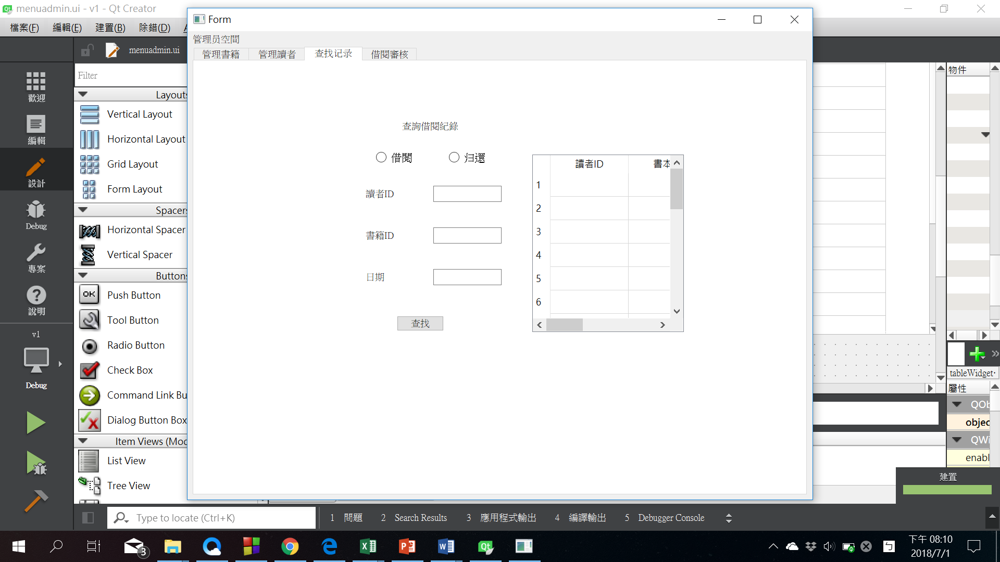 menuadmin.ui - v1 - Qt Creator
檔案(F) 編輯(E) 建置(B) 除錯(D)
menuadmin.ui
Filter
歡迎
編輯
設計
Debug
專案
說明
v1
Debug
Layouts
Vertical Layout
Horizontal Layout
Grid Layout
Form Layout
Spacers
Horizontal Spacer
Vertical Spacer
Buttons
OK Push Button
Tool Button
Radio Button
Check Box
Command Link Bu
Dialog Button Box
Item Views (Moc
List View
Tree View
Form
管理员空間
管理書籍 管理讀者 查找记录 借閱審核
查詢借閱紀錄
借閱 归還
讀者ID
書籍ID
日期
查找
讀者ID 書本
1
2
3
4
5
6
物件
tableWidget
屬性
QOb
objec
QWi
enabl
建置
Type to locate (Ctrl+K)
1 問題 2 Search Results 3 應用程式輸出 4 編譯輸出 5 Debugger Console
3
下午 08:10
2018/7/1